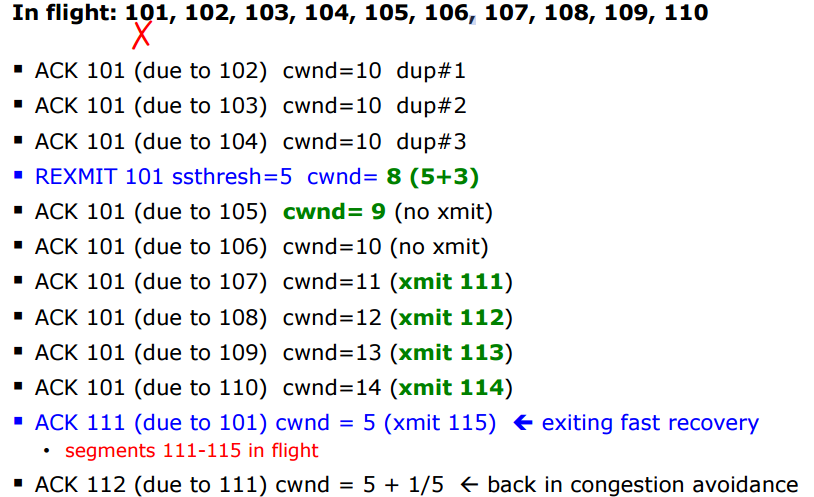 In flight: 101, 102, 103, 104, 105, 106, 107, 108, 109, 110
▪ ACK 101 (due to 102)  cwnd=10  dup#1
▪ ACK 101 (due to 103)  cwnd=10  dup#2
▪ ACK 101 (due to 104)  cwnd=10  dup#3
▪ REXMIT 101 ssthresh=5  cwnd= 8 (5+3)
▪ ACK 101 (due to 105)  cwnd= 9 (no xmit)
▪ ACK 101 (due to 106)  cwnd=10 (no xmit)
▪ ACK 101 (due to 107)  cwnd=11 (xmit 111)
▪ ACK 101 (due to 108)  cwnd=12 (xmit 112)
▪ ACK 101 (due to 109)  cwnd=13 (xmit 113)
▪ ACK 101 (due to 110)  cwnd=14 (xmit 114)
▪ ACK 111 (due to 101) cwnd = 5 (xmit 115)  ← exiting fast recovery
• segments 111-115 in flight
▪ ACK 112 (due to 111) cwnd = 5 + 1/5  ← back in congestion avoidance